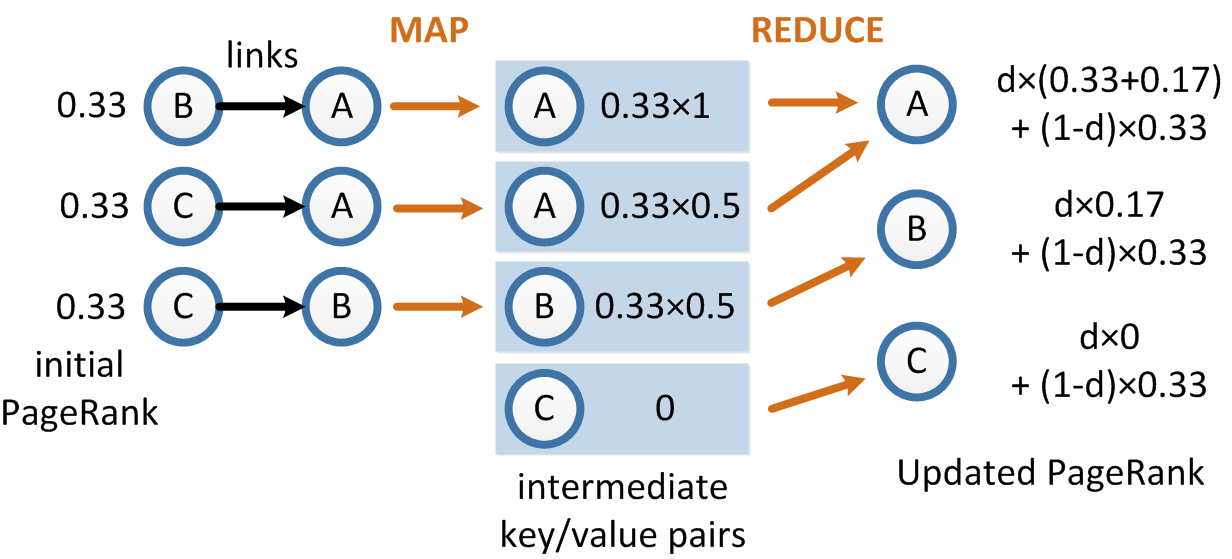 MAP
REDUCE
links
0.33 B A A 0.33×1 A d×(0.33+0.17)
+ (1-d)×0.33
0.33 C A A 0.33×0.5
B d×0.17
+ (1-d)×0.33
0.33 C B B 0.33×0.5
initial
PageRank
C 0
C d×0
+ (1-d)×0.33
intermediate
key/value pairs
Updated PageRank